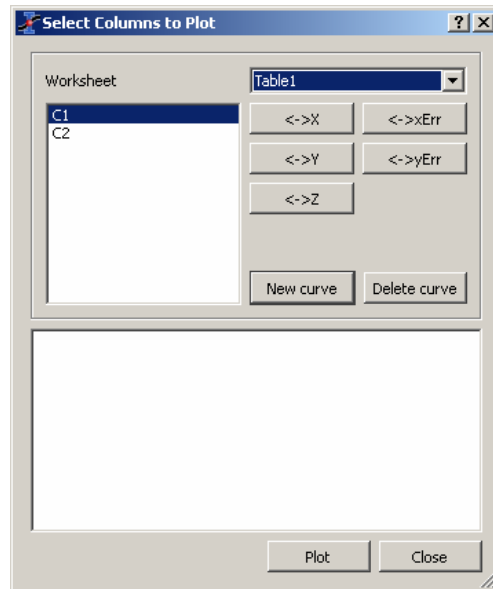 Select Columns to Plot
Worksheet
Table1
C1
C2
<->X
<->xErr
<->Y
<->yErr
<->Z
New curve
Delete curve
Plot
Close